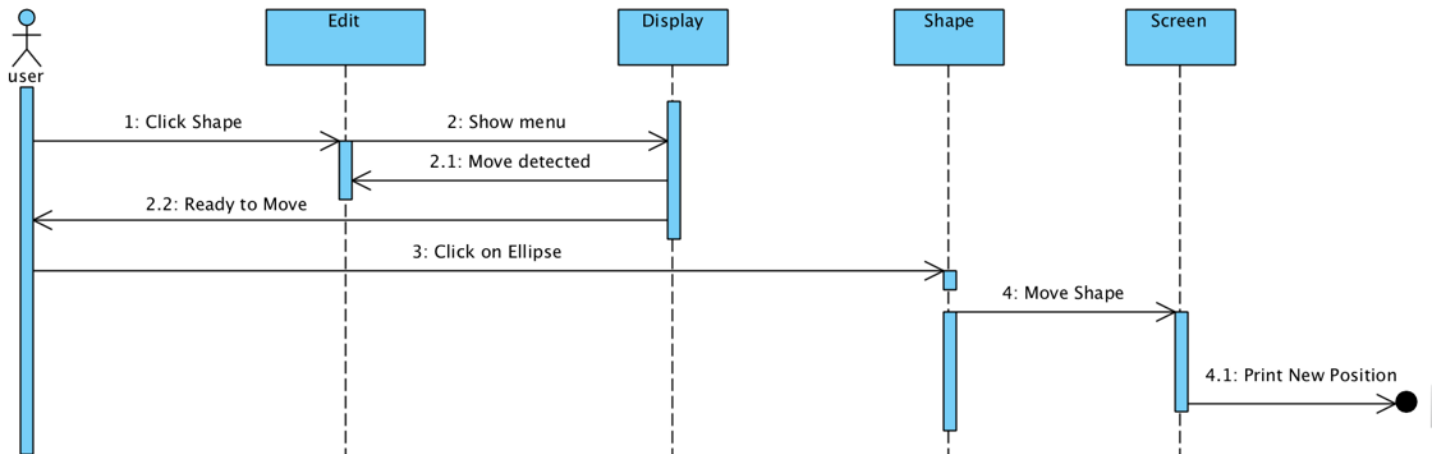 Edit
Display
Shape
Screen
user
1: Click Shape
2: Show menu
2.1: Move detected
2.2: Ready to Move
3: Click on Ellipse
4: Move Shape
4.1: Print New Position